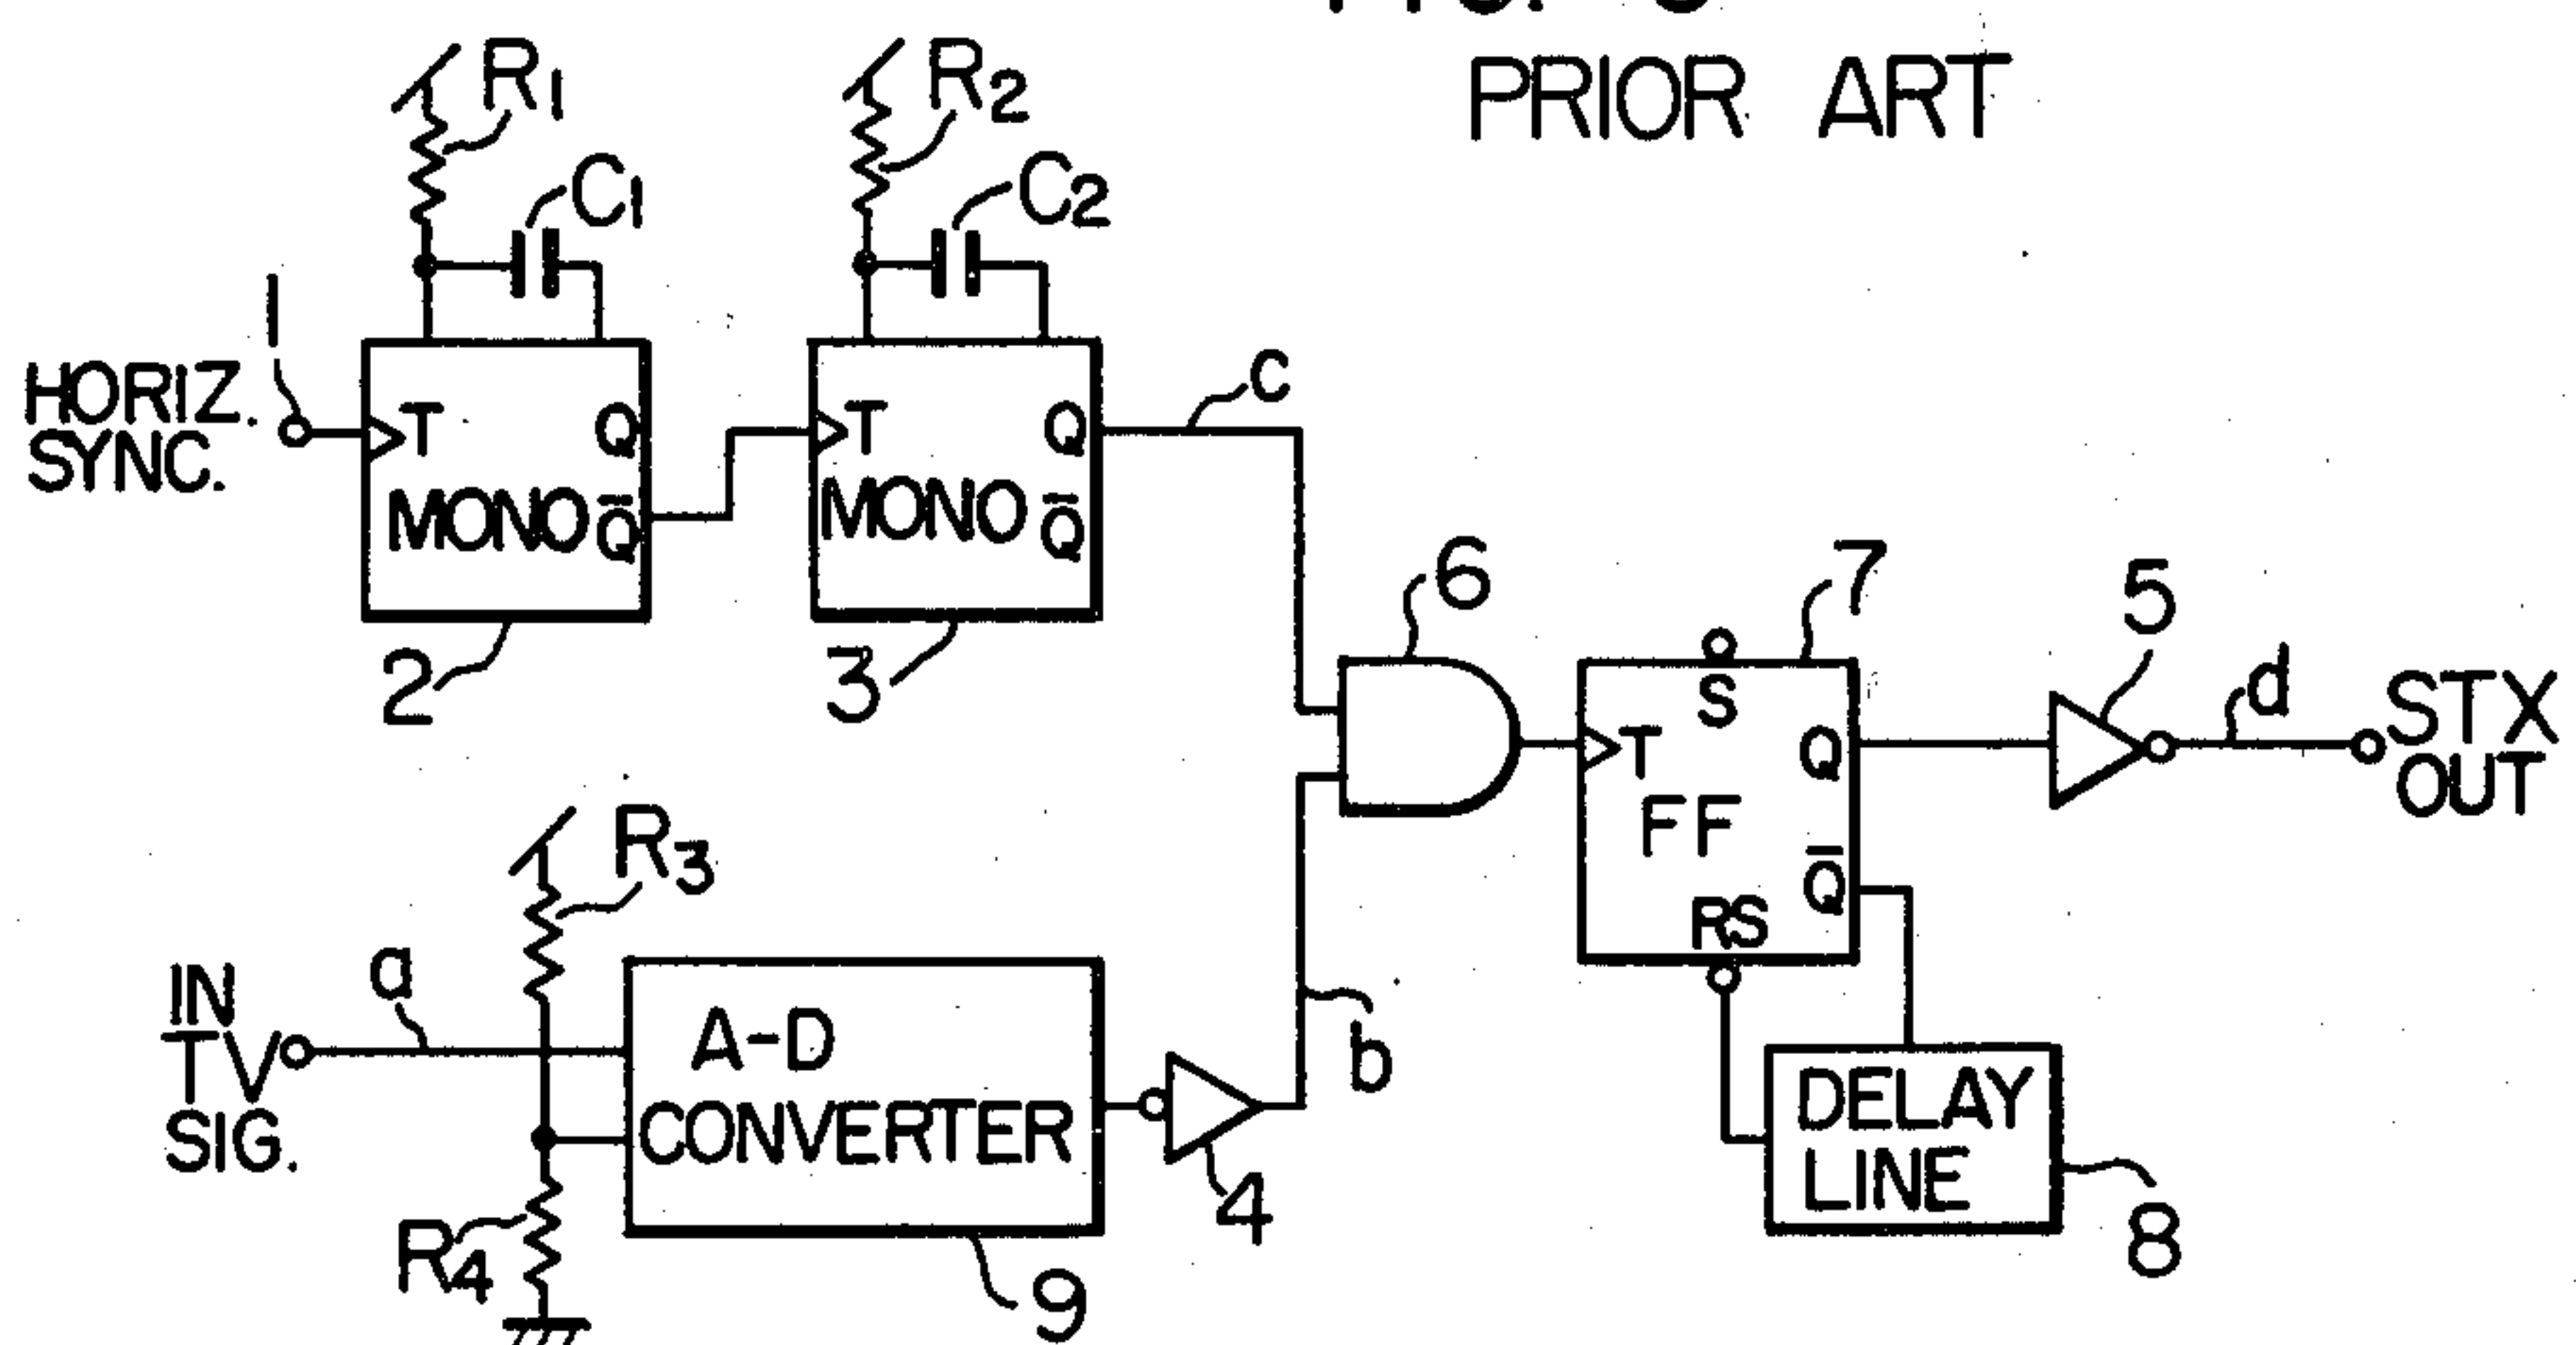 PRIOR ART
R1
R2
C1
C2
1
HORIZ.
SYNC.
T
Q
MONO
Q̅
2
T
Q
MONO
Q̅
3
c
6
7
5
S
T
Q
FF
Q̅
RS
d
STX
OUT
R3
a
IN
TV
SIG.
A-D
CONVERTER
4
b
R4
9
DELAY
LINE
8